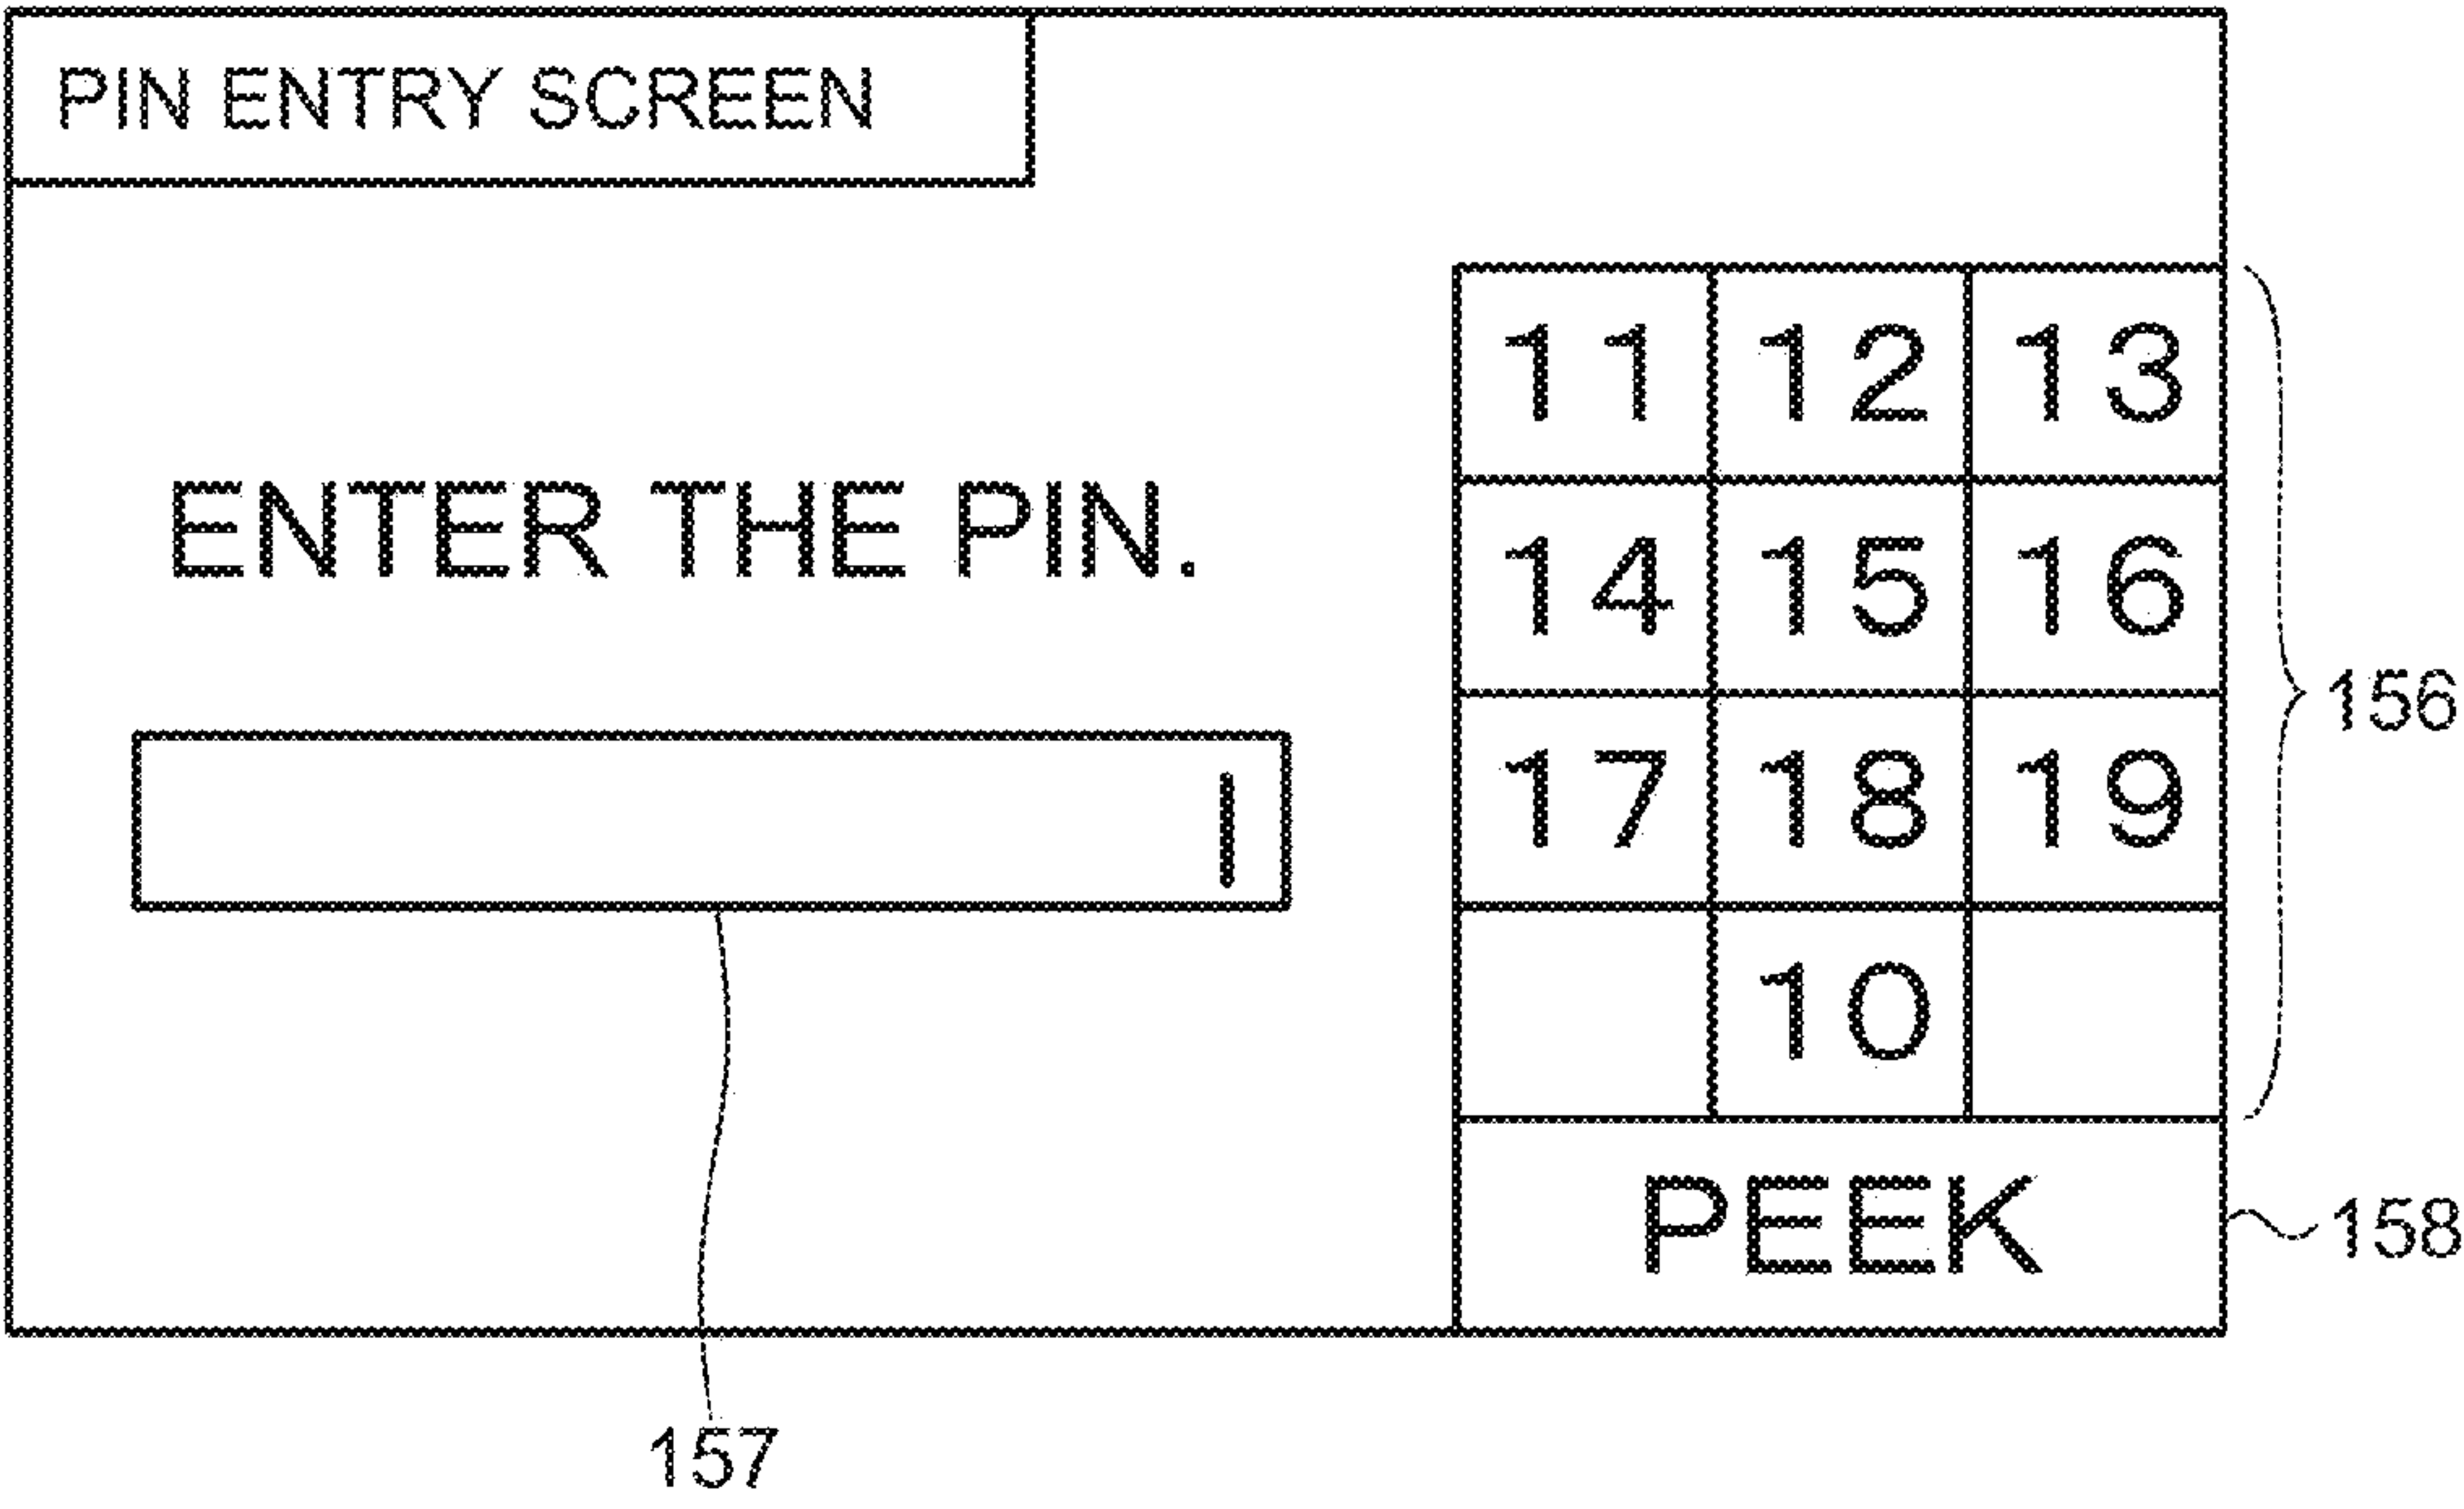 PIN ENTRY SCREEN
ENTER THE PIN.
11 12 13
14 15 16
17 18 19
10
PEEK
156
158
157